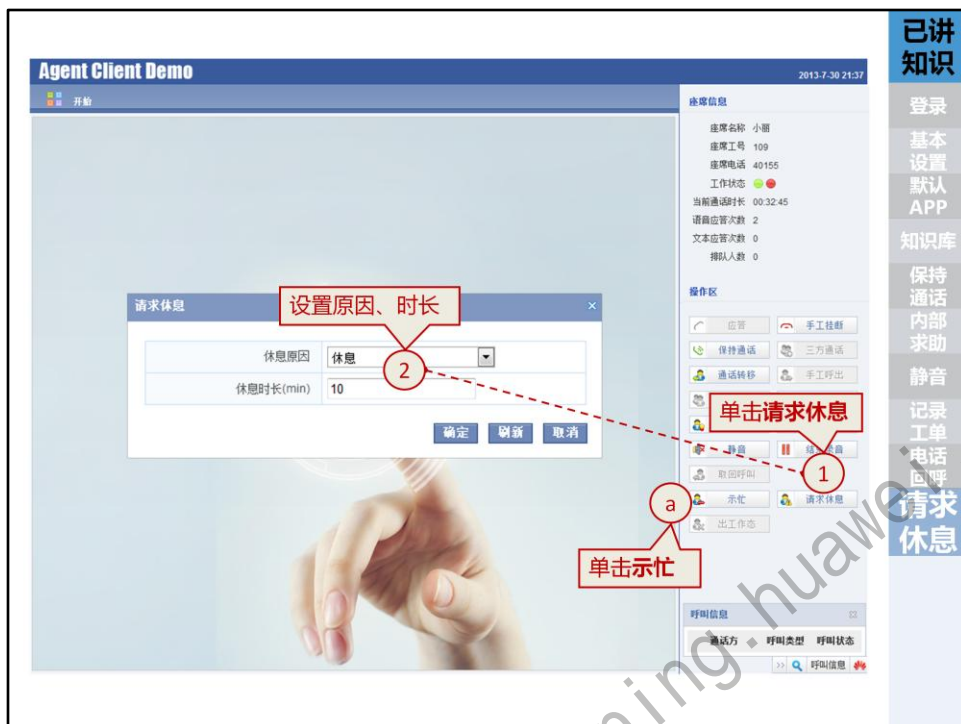 Agent Client Demo
2013-7-30 21:37
开始
座席信息
座席名称 小丽
座席工号 109
座席电话 40155
工作状态
当前通话时长 00:32:45
语音应答次数 2
文本应答次数 0
排队人数 0
操作区
应答
手工挂断
保持通话
三方通话
通话转移
手工呼出
静音
取回呼叫
示忙
请求休息
出工作态
呼叫信息
通话方 呼叫类型 呼叫状态
>> 呼叫信息
请求休息
×
休息原因 休息
休息时长(min) 10
确定 刷新 取消
设置原因、时长
2
单击请求休息
1
a
单击示忙
已讲
知识
登录
基本
设置
默认
APP
知识库
保持
通话
内部
求助
静音
记录
工单
电话
回呼
请求
休息
ning.huawei